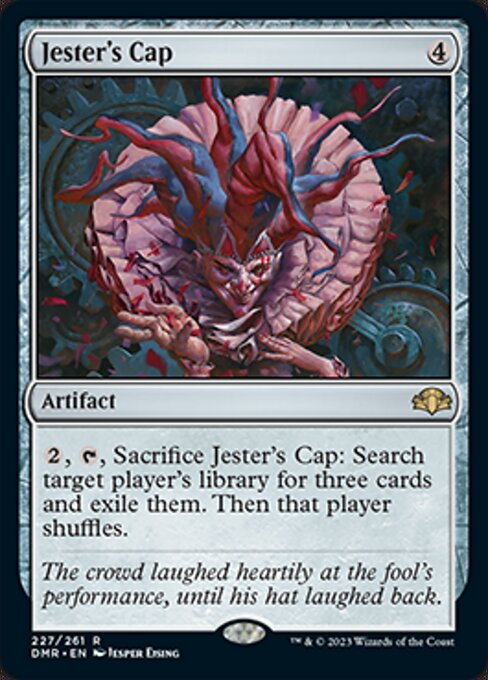 Jester's Cap 4
Artifact
2, T, Sacrifice Jester's Cap: Search
target player's library for three cards
and exile them. Then that player
shuffles.
The crowd laughed heartily at the fool's
performance, until his hat laughed back.
227/261 R
DMR • EN Jesper Ejsing
™ & © 2023 Wizards of the Coast